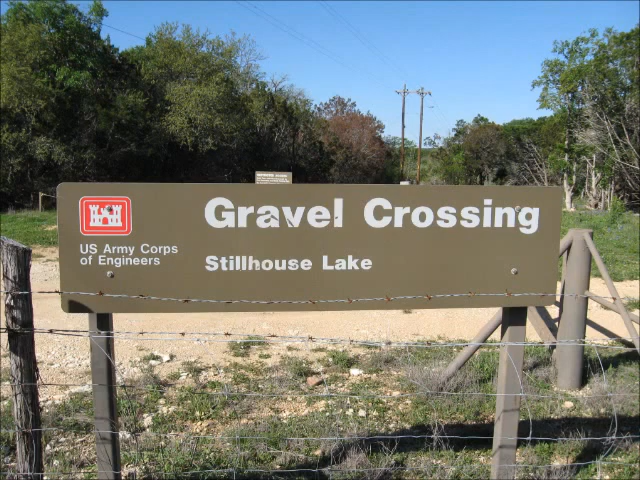 Gravel Crossing
US Army Corps
of Engineers
Stillhouse Lake